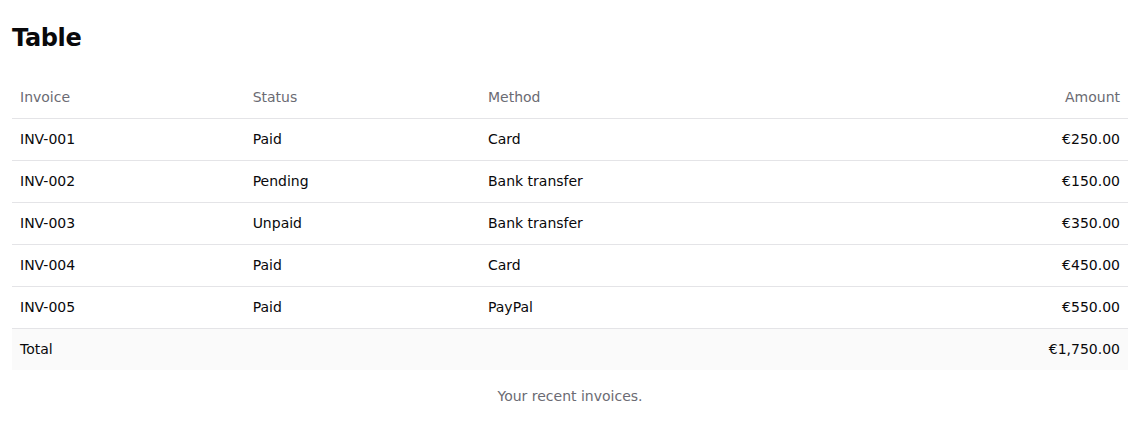 Table
Invoice Status Method Amount
INV-001 Paid Card €250.00
INV-002 Pending Bank transfer €150.00
INV-003 Unpaid Bank transfer €350.00
INV-004 Paid Card €450.00
INV-005 Paid PayPal €550.00
Total €1,750.00
Your recent invoices.